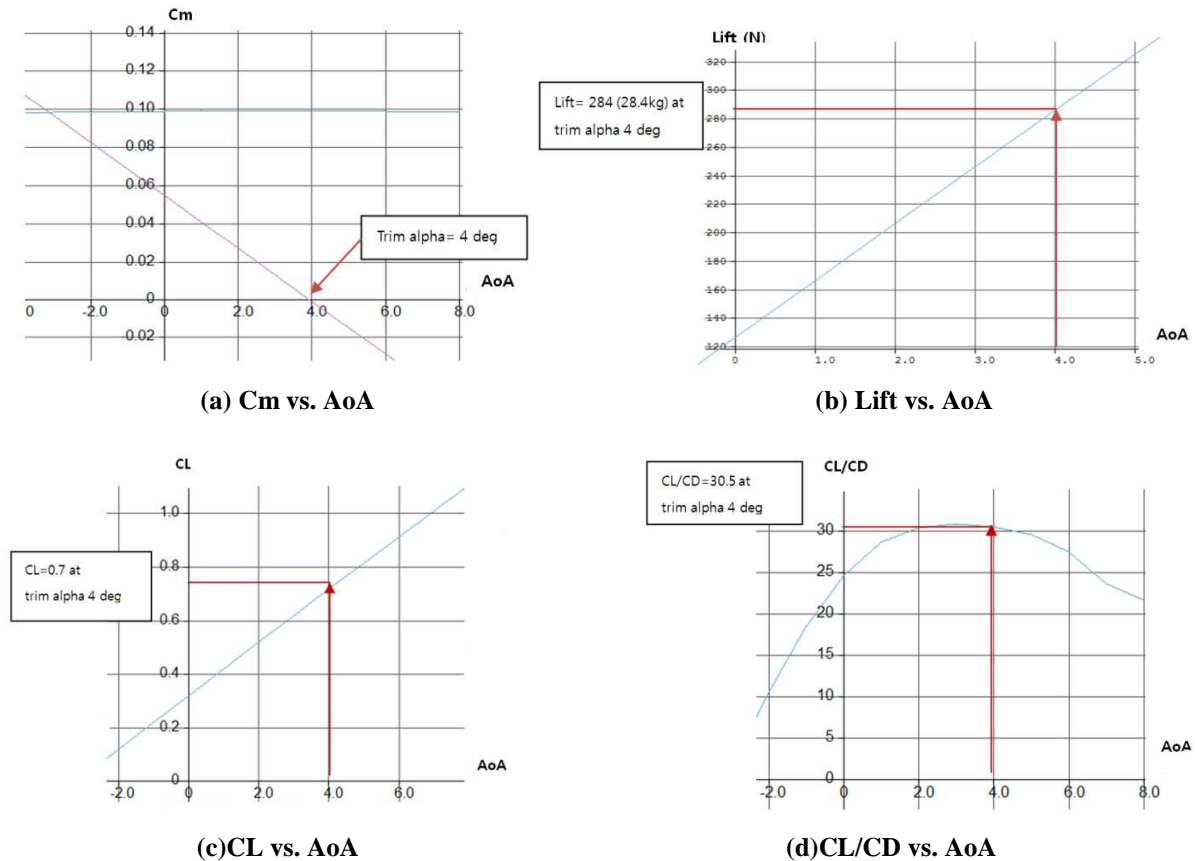 Cm
0.14
0.12
0.10
0.08
0.06
0.04
0.02
0
-0.02
0 -2.0 0 2.0 4.0 6.0 8.0
AoA
Trim alpha= 4 deg
(a) Cm vs. AoA
Lift (N)
320
300
280
260
240
220
200
180
160
140
120
0 1.0 2.0 3.0 4.0 5.0
AoA
Lift= 284 (28.4kg) at
trim alpha 4 deg
(b) Lift vs. AoA
CL
1.0
0.8
0.6
0.4
0.2
0
-2.0 0 2.0 4.0 6.0
AoA
CL=0.7 at
trim alpha 4 deg
(c)CL vs. AoA
CL/CD
30
25
20
15
10
5
0
-2.0 0 2.0 4.0 6.0 8.0
AoA
CL/CD=30.5 at
trim alpha 4 deg
(d)CL/CD vs. AoA